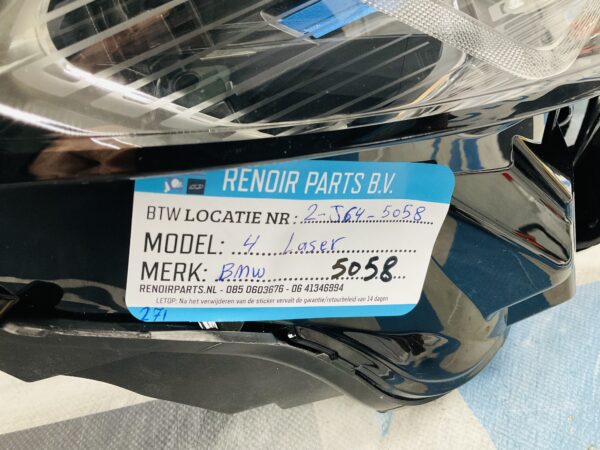 RENOIR PARTS B.V.
BTW LOCATIE NR: 2-J64-5058
MODEL: 4 Laser
MERK: BMW 5058
RENOIRPARTS.NL - 085 0603676 - 06 41346994
LETOP: Na het verwijderen van de sticker vervalt de garantie/retourbeleid van 14 dagen
271